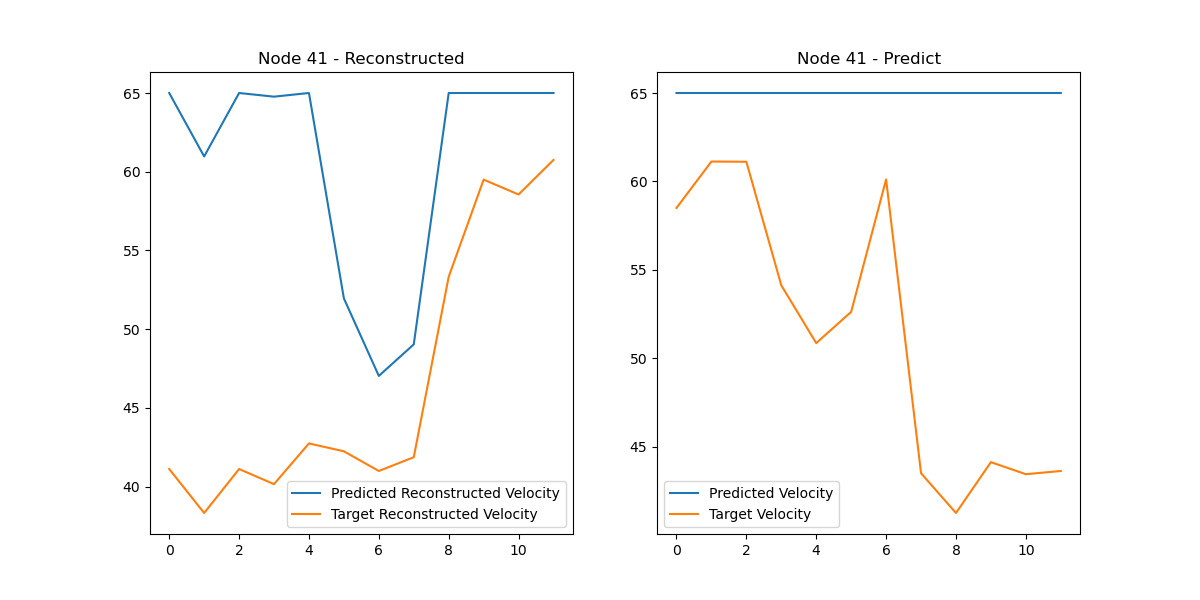 Node 41 - Reconstructed
65
60
55
50
45
40
0 2 4 6 8 10
Predicted Reconstructed Velocity
Target Reconstructed Velocity
Node 41 - Predict
65
60
55
50
45
0 2 4 6 8 10
Predicted Velocity
Target Velocity